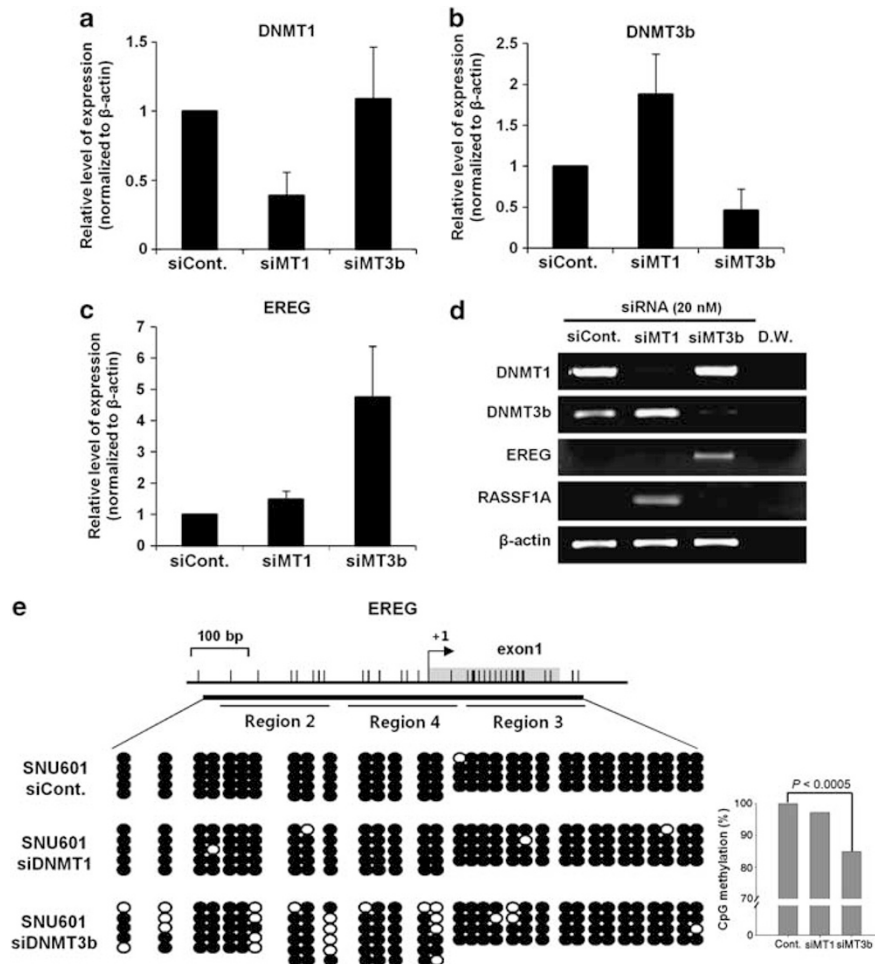 a
DNMT1
Relative level of expression
(normalized to β-actin)
1.5
1
0.5
0
siCont.
siMT1
siMT3b
b
DNMT3b
Relative level of expression
(normalized to β-actin)
2.5
2
1.5
1
0.5
0
siCont.
siMT1
siMT3b
c
EREG
Relative level of expression
(normalized to β-actin)
7
6
5
4
3
2
1
0
siCont.
siMT1
siMT3b
d
siRNA (20 nM)
siCont. siMT1 siMT3b D.W.
DNMT1
DNMT3b
EREG
RASSF1A
β-actin
e
EREG
100 bp
+1
exon1
Region 2 Region 4 Region 3
SNU601
siCont.
SNU601
siDNMT1
SNU601
siDNMT3b
P < 0.0005
CpG methylation (%)
100
90
80
70
0
Cont. siMT1 siMT3b